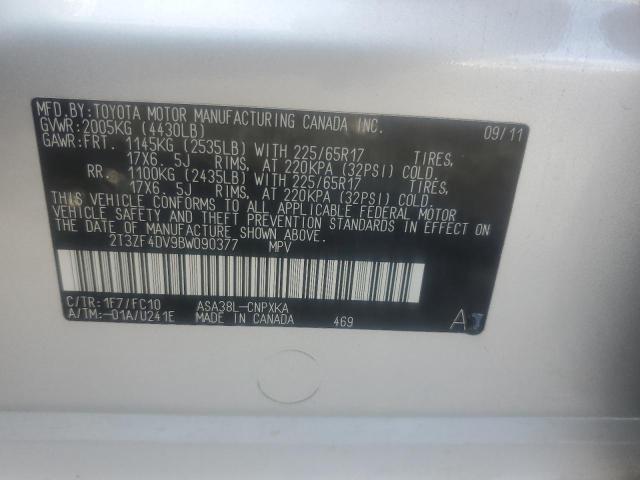 MFD.BY:TOYOTA MOTOR MANUFACTURING CANADA INC.
GVWR:2005KG (4430LB) 09/11
GAWR:FRT. 1145KG (2535LB) WITH 225/65R17 TIRES,
17X6. 5J RIMS, AT 220KPA (32PSI) COLD.
RR. 1100KG (2435LB) WITH 225/65R17 TIRES,
17X6. 5J RIMS, AT 220KPA (32PSI) COLD.
THIS VEHICLE CONFORMS TO ALL APPLICABLE FEDERAL MOTOR
VEHICLE SAFETY AND THEFT PREVENTION STANDARDS IN EFFECT ON
THE DATE OF MANUFACTURE SHOWN ABOVE.
2T3ZF4DV9BW090377 MPV
C/TR:1F7/FC10 ASA38L-CNPXKA
A/TM:-01A/U241E MADE IN CANADA 469